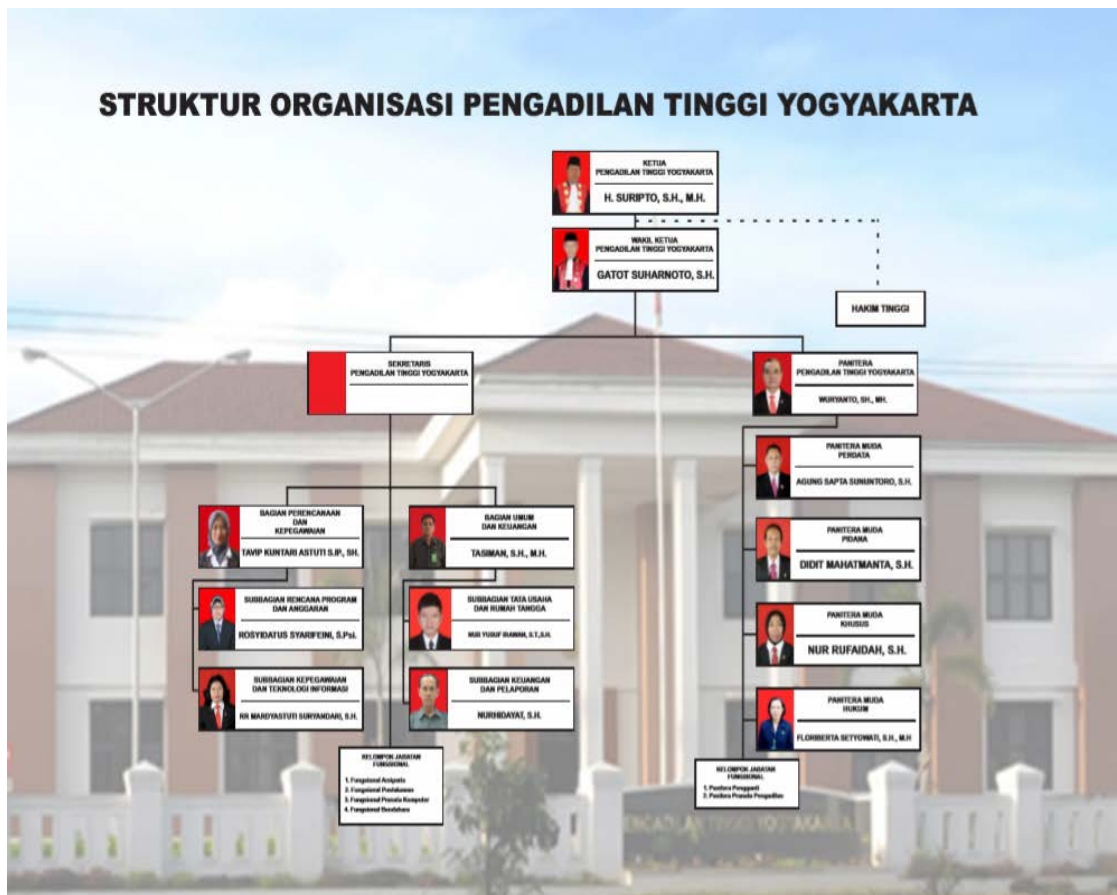 STRUKTUR ORGANISASI PENGADILAN TINGGI YOGYAKARTA
KETUA
PENGADILAN TINGGI YOGYAKARTA
H. SURIPTO, S.H., M.H.
WAKIL KETUA
PENGADILAN TINGGI YOGYAKARTA
GATOT SUHARNOTO, S.H.
HAKIM TINGGI
SEKRETARIS
PENGADILAN TINGGI YOGYAKARTA
PANITERA
PENGADILAN TINGGI YOGYAKARTA
WURYANTO, SH., MH.
BAGIAN PERENCANAAN
DAN
KEPEGAWAIAN
TAVIP KUNTARI ASTUTI S.IP., SH.
BAGIAN UMUM
DAN KEUANGAN
TASIMAN, S.H., M.H.
SUBBAGIAN RENCANA PROGRAM
DAN ANGGARAN
ROSYIDATUS SYARIFEINI, S.Psi.
SUBBAGIAN TATA USAHA
DAN RUMAH TANGGA
NUR YUSUF IRAWAN, S.T.,S.H.
SUBBAGIAN KEPEGAWAIAN
DAN TEKNOLOGI INFORMASI
RR MARDYASTUTI SURYANDARI, S.H.
SUBBAGIAN KEUANGAN
DAN PELAPORAN
NURHIDAYAT, S.H.
KELOMPOK JABATAN
FUNGSIONAL
1. Fungsional Arsiparis
2. Fungsional Pustakawan
3. Fungsional Pranata Komputer
4. Fungsional Bendahara
PANITERA MUDA
PERDATA
AGUNG SAPTA SUNUNTORO, S.H.
PANITERA MUDA
PIDANA
DIDIT MAHATMANTA, S.H.
PANITERA MUDA
KHUSUS
NUR RUFAIDAH, S.H.
PANITERA MUDA
HUKUM
FLORIBERTA SETYOWATI, S.H., M.H
KELOMPOK JABATAN
FUNGSIONAL
1. Panitera Pengganti
2. Panitera Pranata Pengadilan
PENGADILAN TINGGI YOGYAKARTA